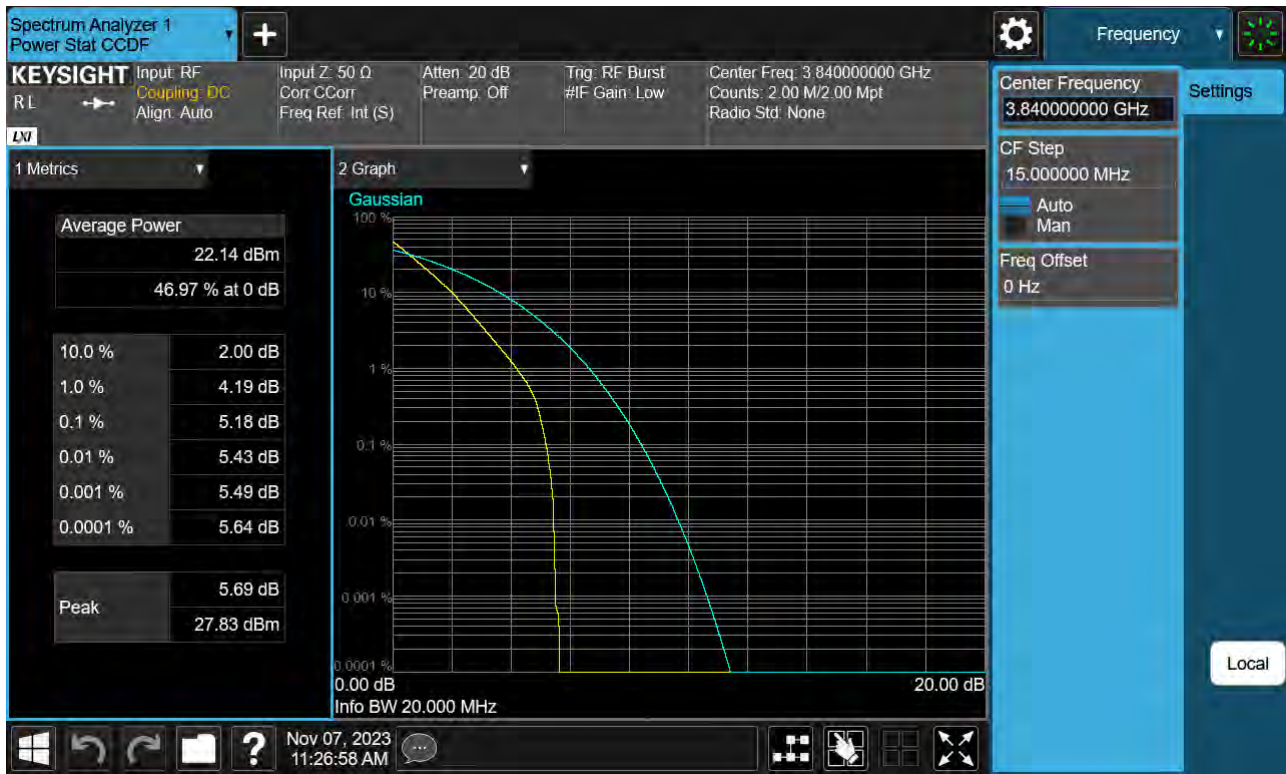 Spectrum Analyzer 1
Power Stat CCDF
Frequency
KEYSIGHT
RL
LXI
Input: RF
Coupling: DC
Align: Auto
Input Z: 50 Ω
Corr CCorr
Freq Ref: Int (S)
Atten: 20 dB
Preamp: Off
Trig: RF Burst
#IF Gain: Low
Center Freq: 3.840000000 GHz
Counts: 2.00 M/2.00 Mpt
Radio Std: None
Center Frequency
3.840000000 GHz
Settings
CF Step
15.000000 MHz
Auto
Man
Freq Offset
0 Hz
Local
1 Metrics
Average Power
22.14 dBm
46.97 % at 0 dB
10.0 % 2.00 dB
1.0 % 4.19 dB
0.1 % 5.18 dB
0.01 % 5.43 dB
0.001 % 5.49 dB
0.0001 % 5.64 dB
Peak 5.69 dB
27.83 dBm
2 Graph
Gaussian
100 %
10 %
1 %
0.1 %
0.01 %
0.001 %
0.0001 %
0.00 dB 20.00 dB
Info BW 20.000 MHz
?
Nov 07, 2023
11:26:58 AM